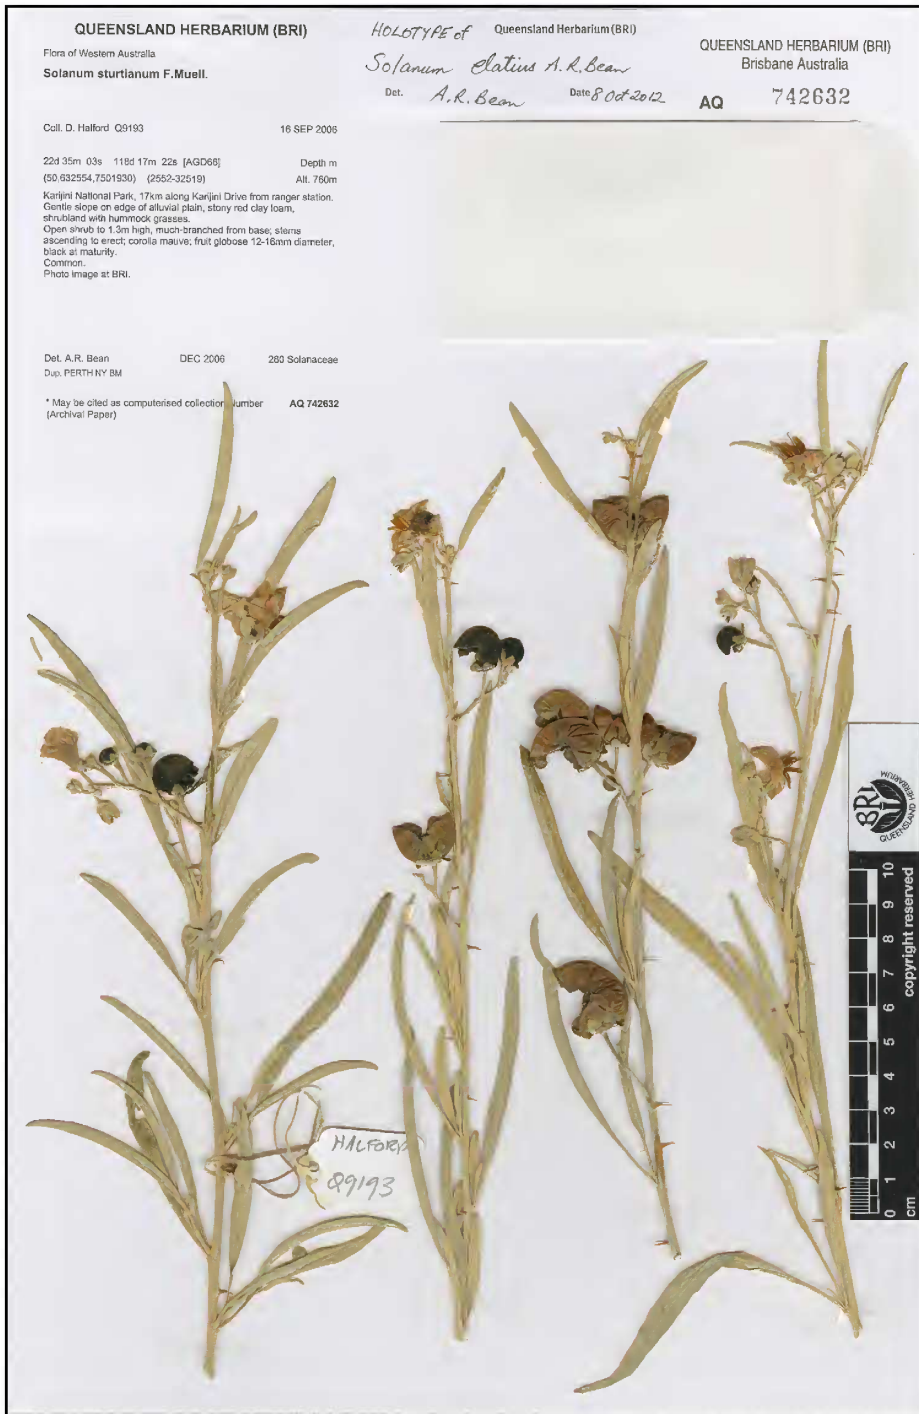 QUEENSLAND HERBARIUM (BRI)
Flora of Western Australia
Solanum sturtianum F.Muell.
Coll. D. Halford Q9193 16 SEP 2006
22d 35m 03s 118d 17m 22s [AGD66] Depth m
(50,632554,7501930) (2552-32519) Alt. 760m
Karijini National Park, 17km along Karijini Drive from ranger station.
Gentle slope on edge of alluvial plain, stony red clay loam,
shrubland with hummock grasses.
Open shrub to 1.3m high, much-branched from base; stems
ascending to erect; corolla mauve; fruit globose 12-16mm diameter,
black at maturity.
Common.
Photo image at BRI.
Det. A.R. Bean DEC 2006 280 Solanaceae
Dup. PERTH NY BM
* May be cited as computerised collection number AQ 742632
(Archival Paper)
HOLOTYPE of Queensland Herbarium (BRI)
Solanum elatius A.R.Bean
Det. A.R.Bean Date 8 Oct 2012
QUEENSLAND HERBARIUM (BRI)
Brisbane Australia
AQ 742632
HALFORD
Q9193
BRI
QUEENSLAND HERBARIUM
copyright reserved
cm 0 1 2 3 4 5 6 7 8 9 10